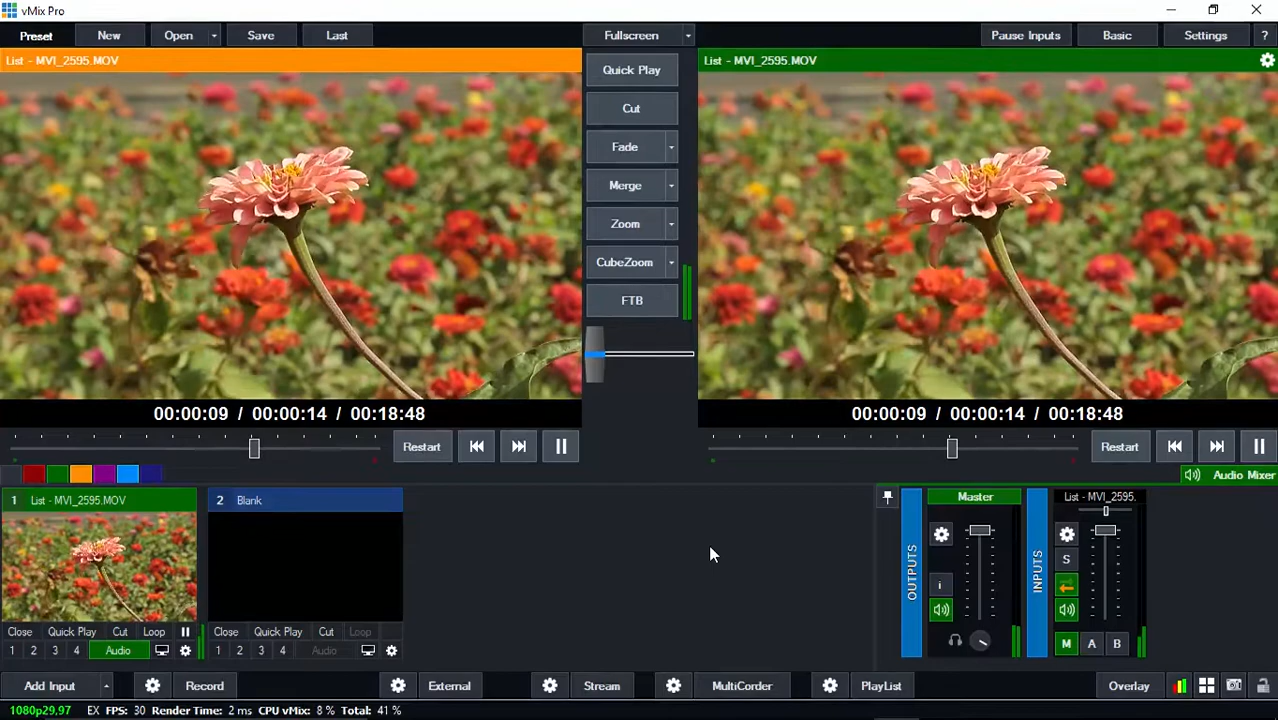 vMix Pro
Preset New Open Save Last Fullscreen Pause Inputs Basic Settings ?
List - MVI_2595.MOV
List - MVI_2595.MOV
Quick Play
Cut
Fade
Merge
Zoom
CubeZoom
FTB
00:00:09 / 00:00:14 / 00:18:48
00:00:09 / 00:00:14 / 00:18:48
Restart
Restart
Audio Mixer
1 List - MVI_2595.MOV
2 Blank
Close Quick Play Cut Loop
1 2 3 4 Audio
Close Quick Play Cut Loop
1 2 3 4 Audio
OUTPUTS
Master
i
INPUTS
List - MVI_2595.
S
M A B
Add Input Record External Stream MultiCorder PlayList Overlay
1080p29,97 EX FPS: 30 Render Time: 2 ms CPU vMix: 8 % Total: 41 %